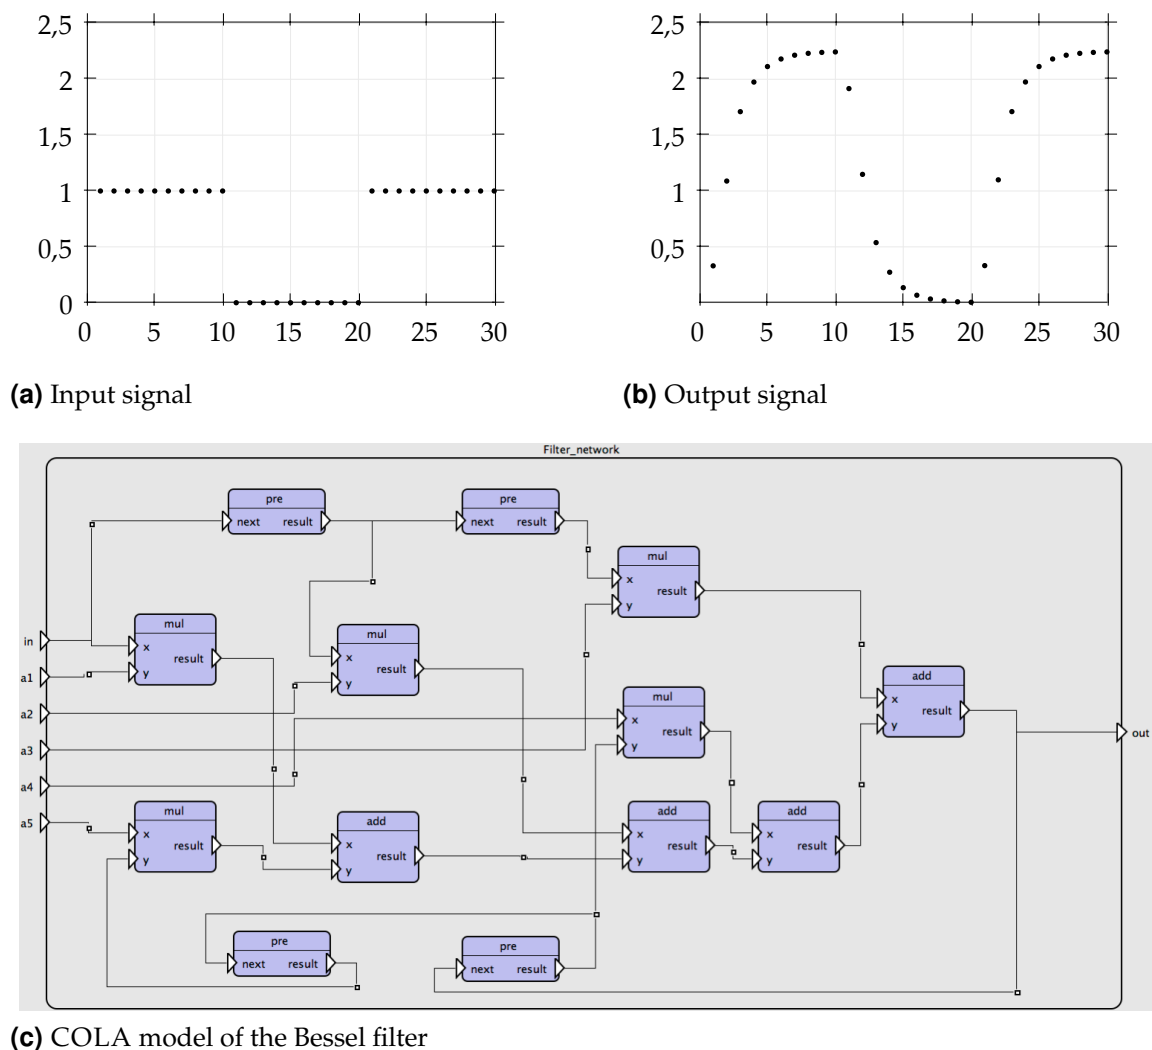 2,5
2
1,5
1
0,5
0
0 5 10 15 20 25 30
(a) Input signal
2,5
2
1,5
1
0,5
0
0 5 10 15 20 25 30
(b) Output signal
Filter_network
pre
next result
pre
next result
mul
x
result
y
in
a1
a2
a3
a4
a5
mul
x
result
y
mul
x
result
y
mul
x
result
y
add
x
result
y
out
mul
x
result
y
add
x
result
y
add
x
result
y
add
x
result
y
pre
next result
pre
next result
(c) COLA model of the Bessel filter